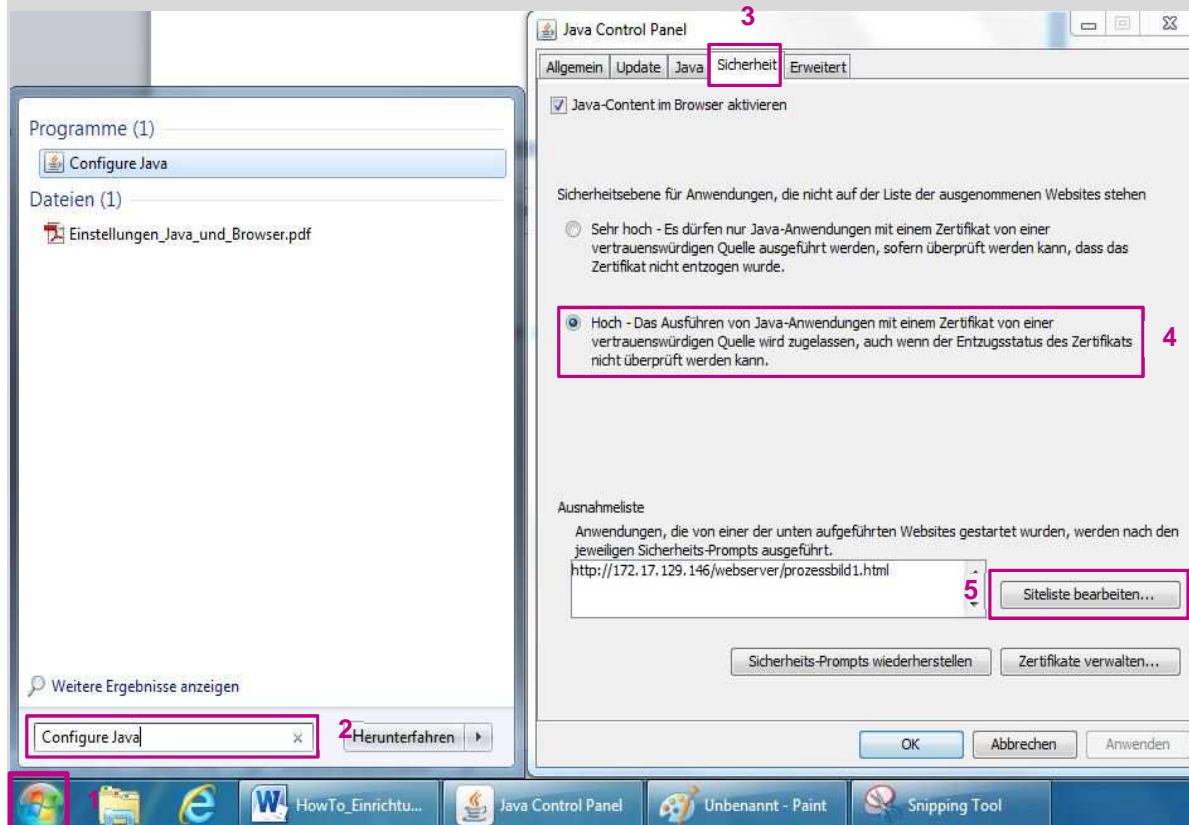 Programme (1)
Configure Java
Dateien (1)
Einstellungen_Java_und_Browser.pdf
Weitere Ergebnisse anzeigen
Configure Java
2
Herunterfahren
3
Java Control Panel
Allgemein Update Java Sicherheit Erweitert
Java-Content im Browser aktivieren
Sicherheitsebene für Anwendungen, die nicht auf der Liste der ausgenommenen Websites stehen
Sehr hoch - Es dürfen nur Java-Anwendungen mit einem Zertifikat von einer
vertrauenswürdigen Quelle ausgeführt werden, sofern überprüft werden kann, dass das
Zertifikat nicht entzogen wurde.
Hoch - Das Ausführen von Java-Anwendungen mit einem Zertifikat von einer
vertrauenswürdigen Quelle wird zugelassen, auch wenn der Entzugsstatus des Zertifikats
nicht überprüft werden kann.
4
Ausnahmeliste
Anwendungen, die von einer der unten aufgeführten Websites gestartet wurden, werden nach den
jeweiligen Sicherheits-Prompts ausgeführt.
http://172.17.129.146/webserver/prozessbild1.html
5
Siteliste bearbeiten...
Sicherheits-Prompts wiederherstellen
Zertifikate verwalten...
OK
Abbrechen
Anwenden
1
HowTo_Einrichtu...
Java Control Panel
Unbenannt - Paint
Snipping Tool